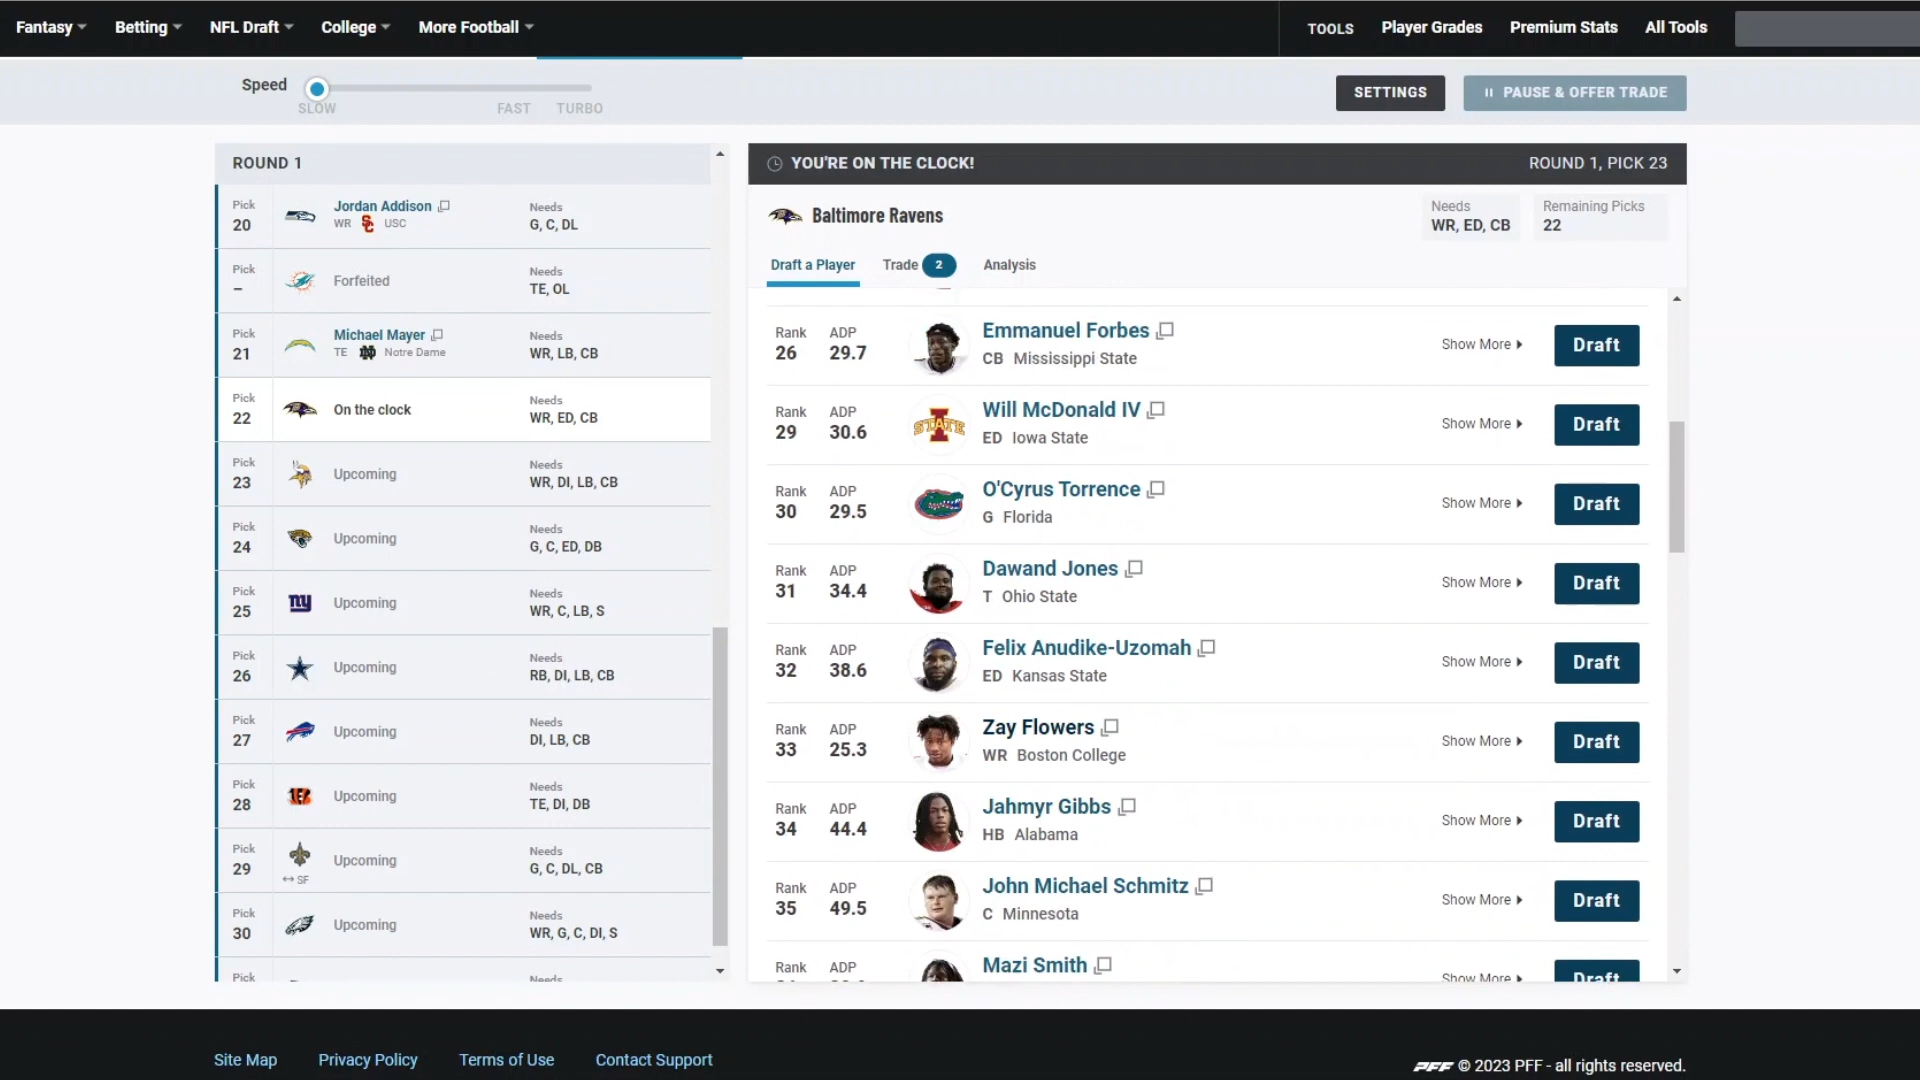 Fantasy Betting NFL Draft College More Football TOOLS Player Grades Premium Stats All Tools
Speed
SLOW FAST TURBO
SETTINGS PAUSE & OFFER TRADE
ROUND 1
Pick 20 Jordan Addison WR USC Needs G, C, DL
Pick – Forfeited Needs TE, OL
Pick 21 Michael Mayer TE Notre Dame Needs WR, LB, CB
Pick 22 On the clock Needs WR, ED, CB
Pick 23 Upcoming Needs WR, DI, LB, CB
Pick 24 Upcoming Needs G, C, ED, DB
Pick 25 Upcoming Needs WR, C, LB, S
Pick 26 Upcoming Needs RB, DI, LB, CB
Pick 27 Upcoming Needs DI, LB, CB
Pick 28 Upcoming Needs TE, DI, DB
Pick 29 ↔ SF Upcoming Needs G, C, DL, CB
Pick 30 Upcoming Needs WR, G, C, DI, S
Pick Needs
YOU'RE ON THE CLOCK! ROUND 1, PICK 23
Baltimore Ravens Needs WR, ED, CB Remaining Picks 22
Draft a Player Trade 2 Analysis
Rank 26 ADP 29.7 Emmanuel Forbes CB Mississippi State Show More Draft
Rank 29 ADP 30.6 Will McDonald IV ED Iowa State Show More Draft
Rank 30 ADP 29.5 O'Cyrus Torrence G Florida Show More Draft
Rank 31 ADP 34.4 Dawand Jones T Ohio State Show More Draft
Rank 32 ADP 38.6 Felix Anudike-Uzomah ED Kansas State Show More Draft
Rank 33 ADP 25.3 Zay Flowers WR Boston College Show More Draft
Rank 34 ADP 44.4 Jahmyr Gibbs HB Alabama Show More Draft
Rank 35 ADP 49.5 John Michael Schmitz C Minnesota Show More Draft
Rank ADP Mazi Smith Show More Draft
Site Map Privacy Policy Terms of Use Contact Support
PFF © 2023 PFF - all rights reserved.